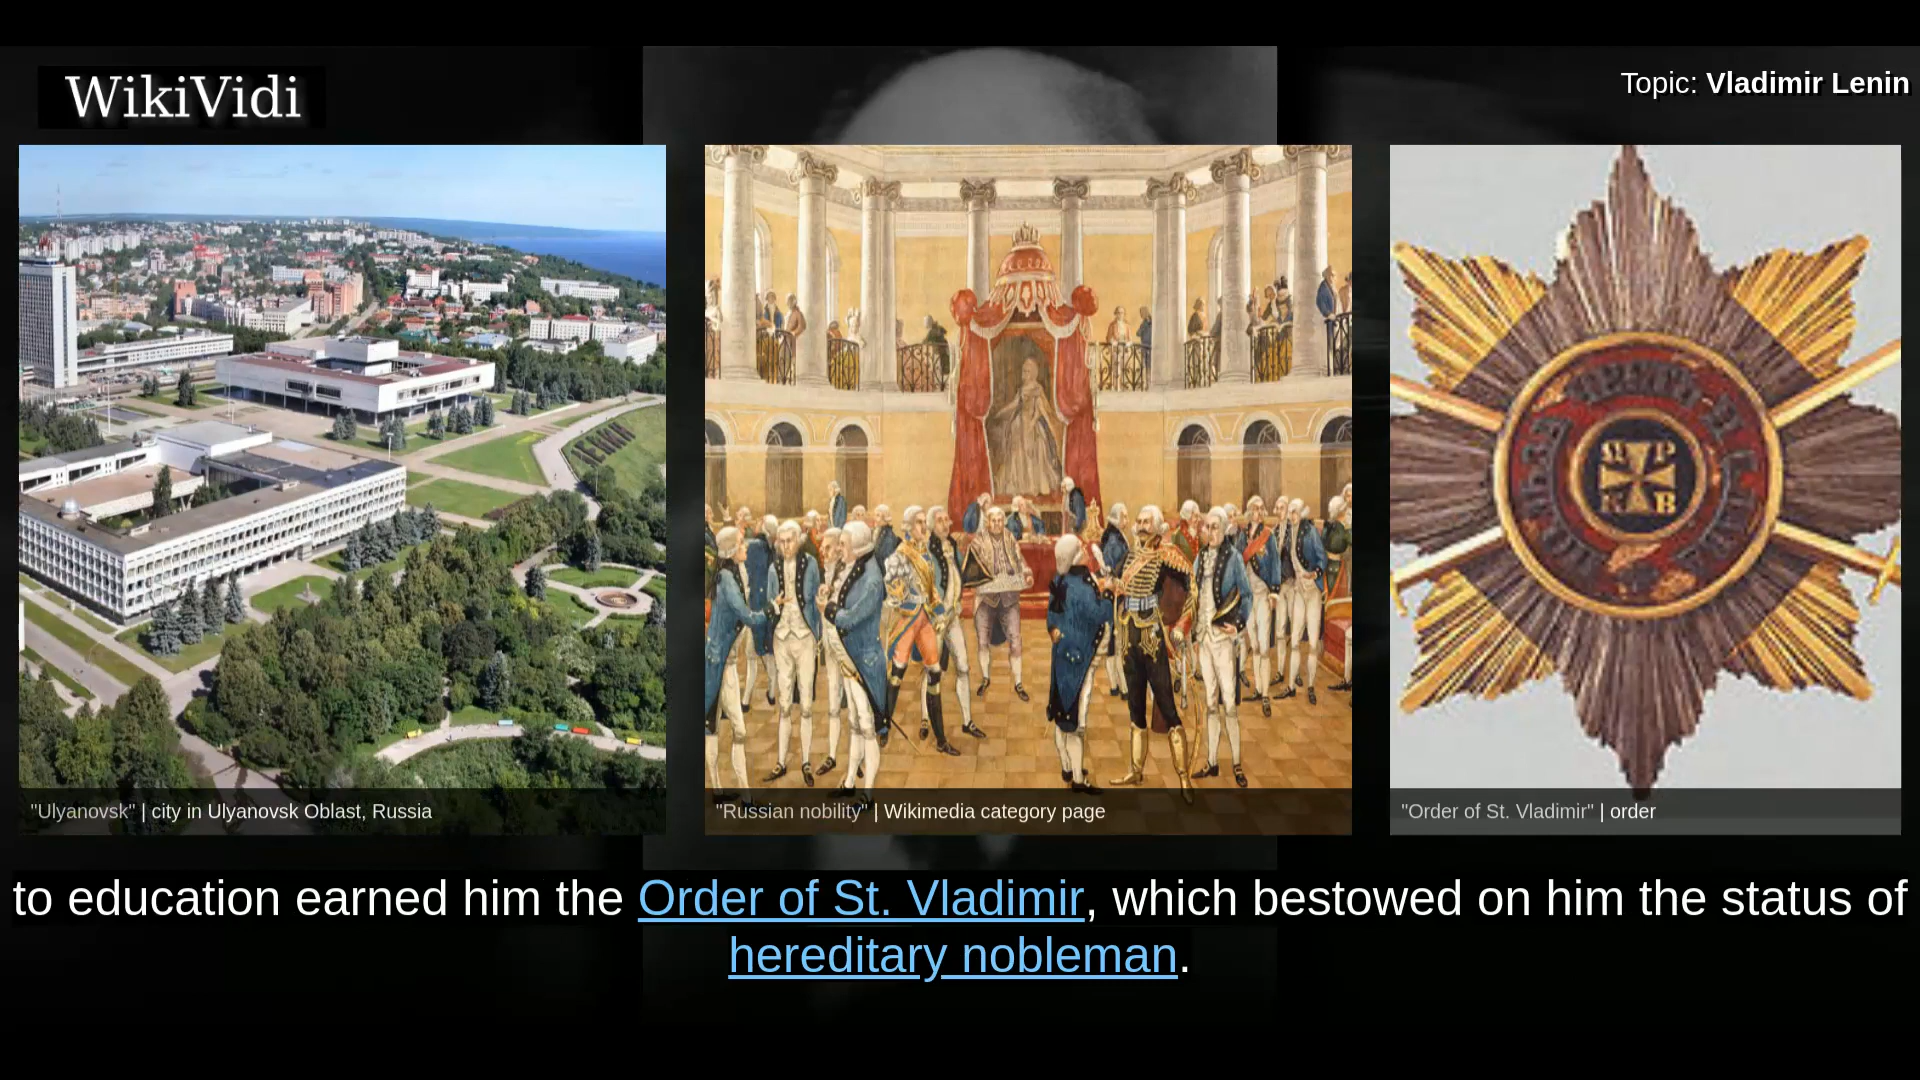 WikiVidi
Topic: Vladimir Lenin
"Ulyanovsk" | city in Ulyanovsk Oblast, Russia
"Russian nobility" | Wikimedia category page
"Order of St. Vladimir" | order
to education earned him the Order of St. Vladimir, which bestowed on him the status of
hereditary nobleman.